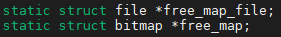 static struct file *free_map_file;
static struct bitmap *free_map;